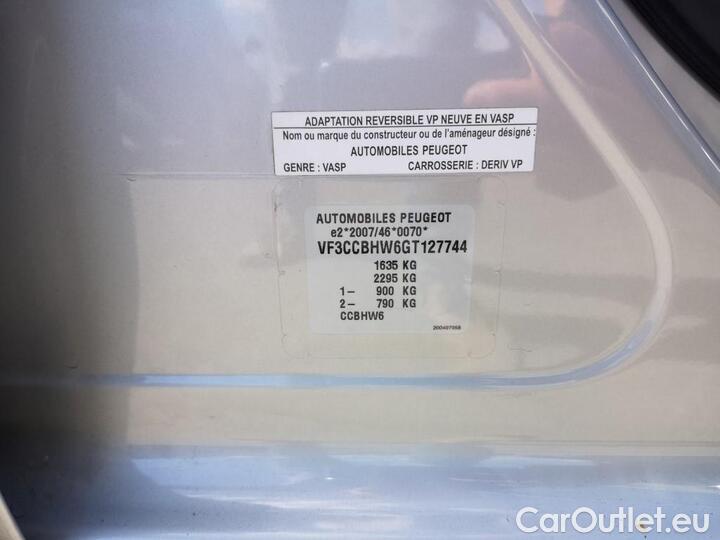 ADAPTATION REVERSIBLE VP NEUVE EN VASP
Nom ou marque du constructeur ou de l'aménageur désigné :
AUTOMOBILES PEUGEOT
GENRE : VASP CARROSSERIE : DERIV VP
AUTOMOBILES PEUGEOT
e2*2007/46*0070*
VF3CCBHW6GT127744
1635 KG
2295 KG
1- 900 KG
2- 790 KG
CCBHW6
200407058
CarOutlet.eu